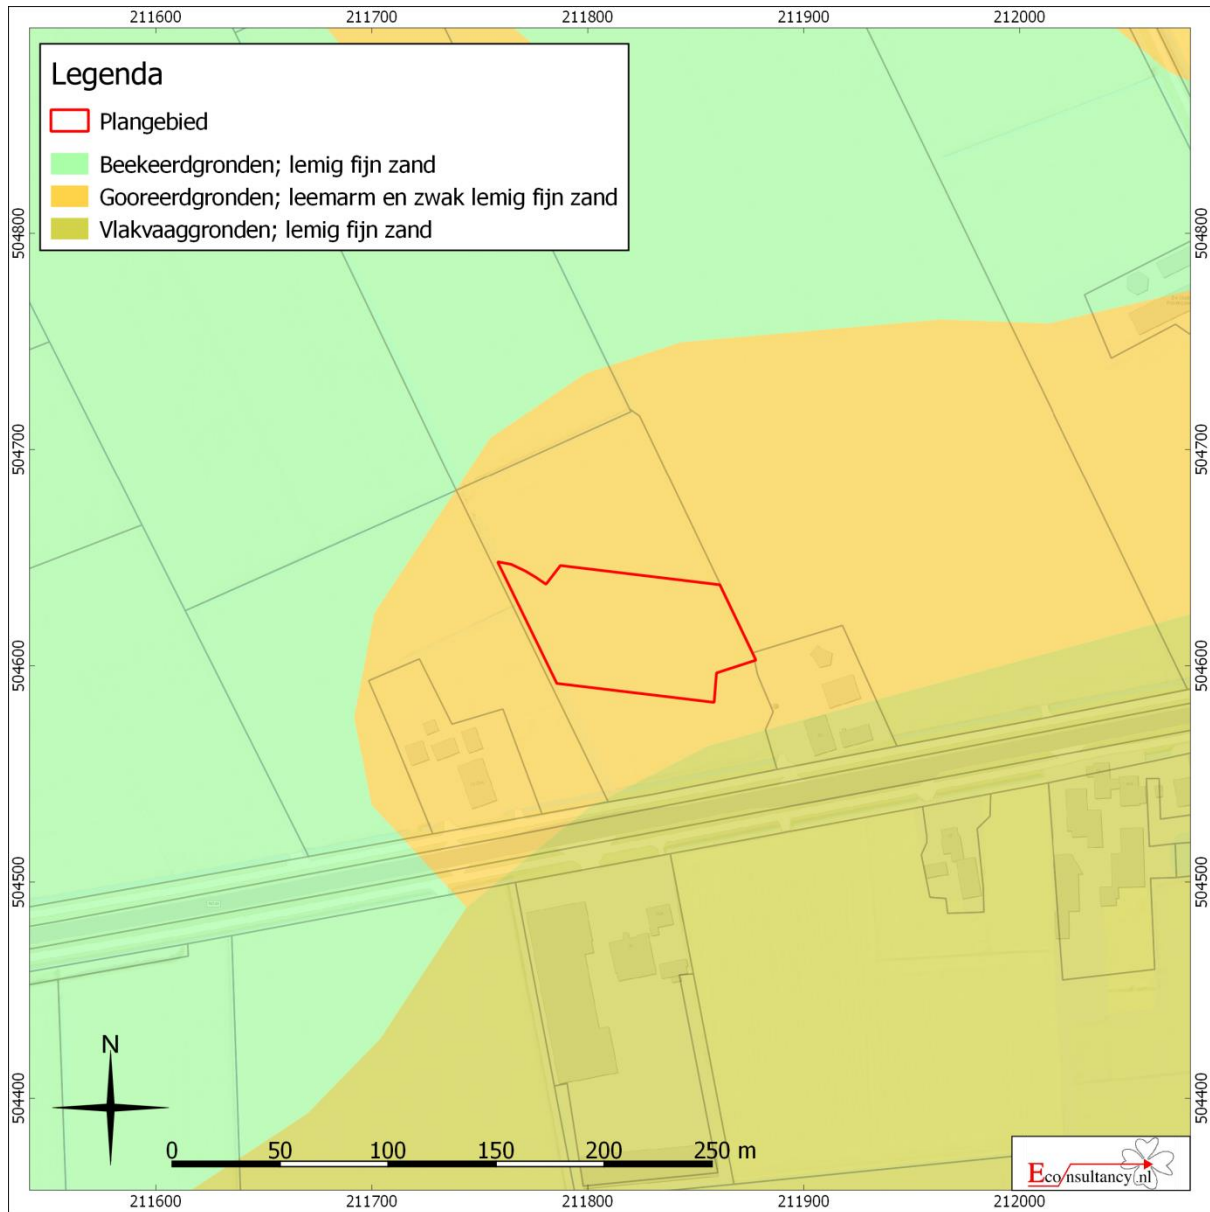 211600 211700 211800 211900 212000
Legenda
Plangebied
Beekeerdgronden; lemig fijn zand
Gooreerdgronden; leemarm en zwak lemig fijn zand
Vlakvaaggronden; lemig fijn zand
504800 504800
504700 504700
504600 504600
504500 504500
504400 504400
N
0 50 100 150 200 250 m
Econsultancy.nl
211600 211700 211800 211900 212000